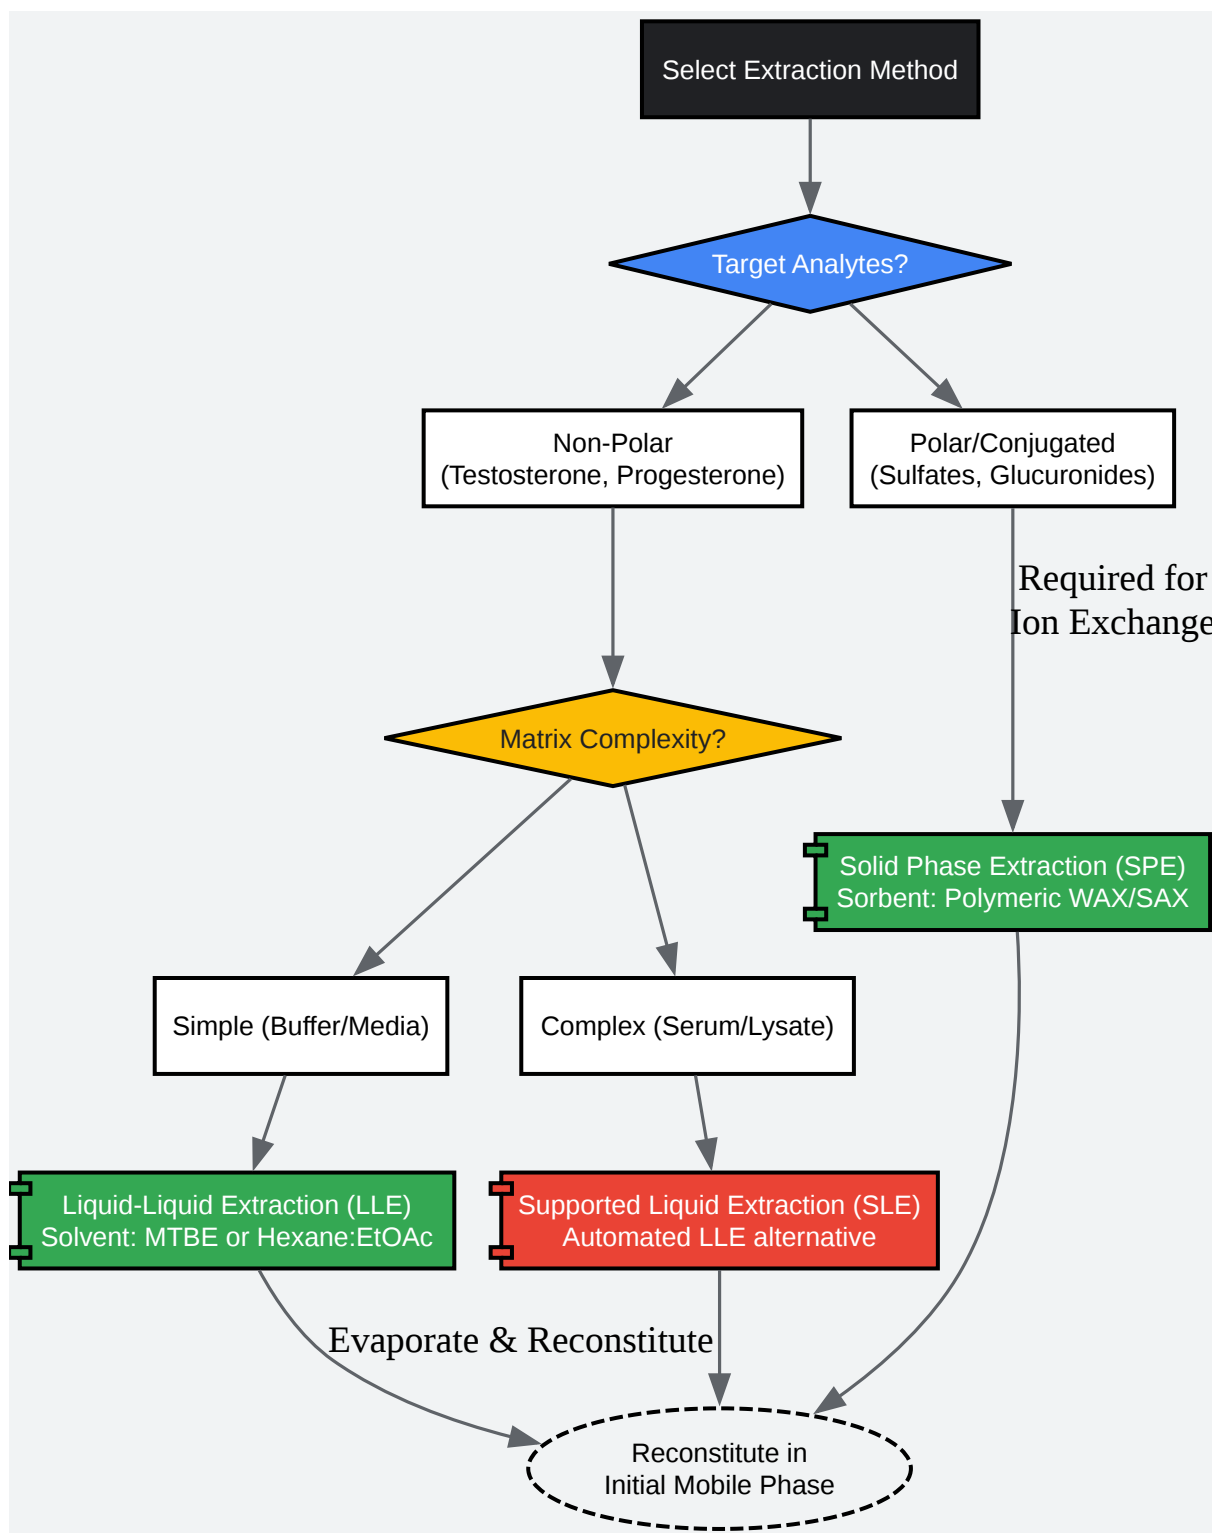 Select Extraction Method
Target Analytes?
Non-Polar
(Testosterone, Progesterone)
Polar/Conjugated
(Sulfates, Glucuronides)
Required for
Ion Exchange
Matrix Complexity?
Solid Phase Extraction (SPE)
Sorbent: Polymeric WAX/SAX
Simple (Buffer/Media)
Complex (Serum/Lysate)
Liquid-Liquid Extraction (LLE)
Solvent: MTBE or Hexane:EtOAc
Supported Liquid Extraction (SLE)
Automated LLE alternative
Evaporate & Reconstitute
Reconstitute in
Initial Mobile Phase